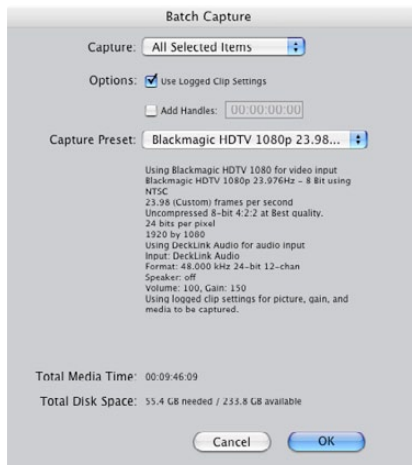 Batch Capture
Capture: All Selected Items
Options: Use Logged Clip Settings
Add Handles: 00:00:00:00
Capture Preset: Blackmagic HDTV 1080p 23.98...
Using Blackmagic HDTV 1080 for video input
Blackmagic HDTV 1080p 23.976Hz - 8 Bit using
NTSC
23.98 (Custom) frames per second
Uncompressed 8-bit 4:2:2 at Best quality.
24 bits per pixel
1920 by 1080
Using DeckLink Audio for audio input
Input: DeckLink Audio
Format: 48.000 kHz 24-bit 12-chan
Speaker: off
Volume: 100, Gain: 150
Using logged clip settings for picture, gain, and
media to be captured.
Total Media Time: 00:09:46:09
Total Disk Space: 55.4 GB needed / 233.8 GB available
Cancel OK